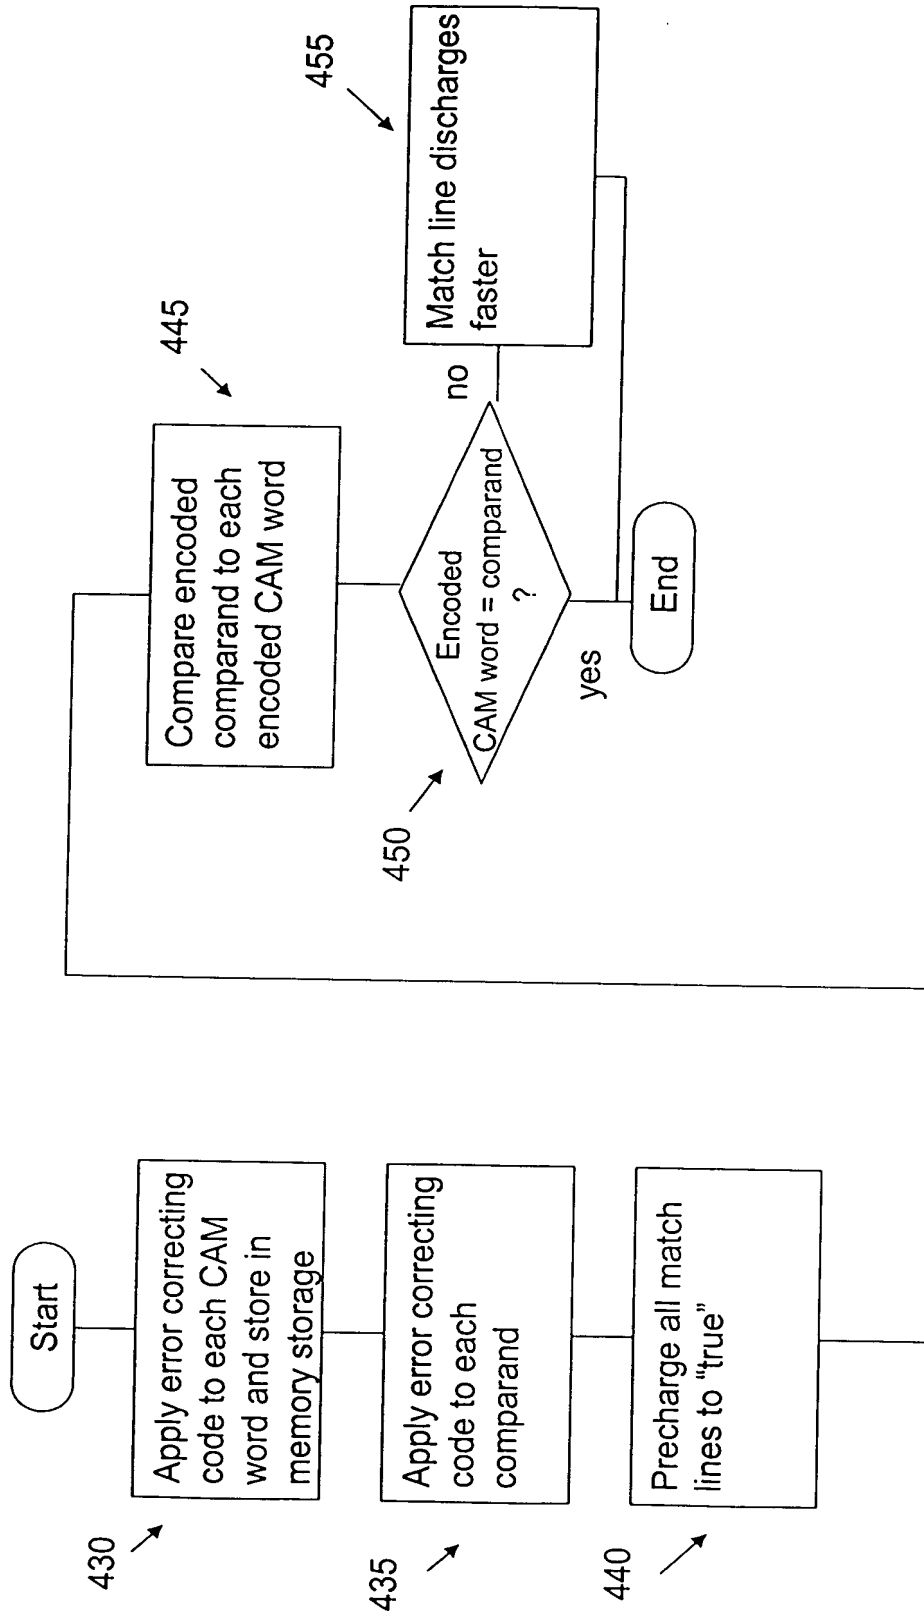 Start
430
Apply error correcting
code to each CAM
word and store in
memory storage
435
Apply error correcting
code to each
comparand
440
Precharge all match
lines to “true”
445
Compare encoded
comparand to each
encoded CAM word
450
Encoded
CAM word = comparand
?
no
455
Match line discharges
faster
yes
End